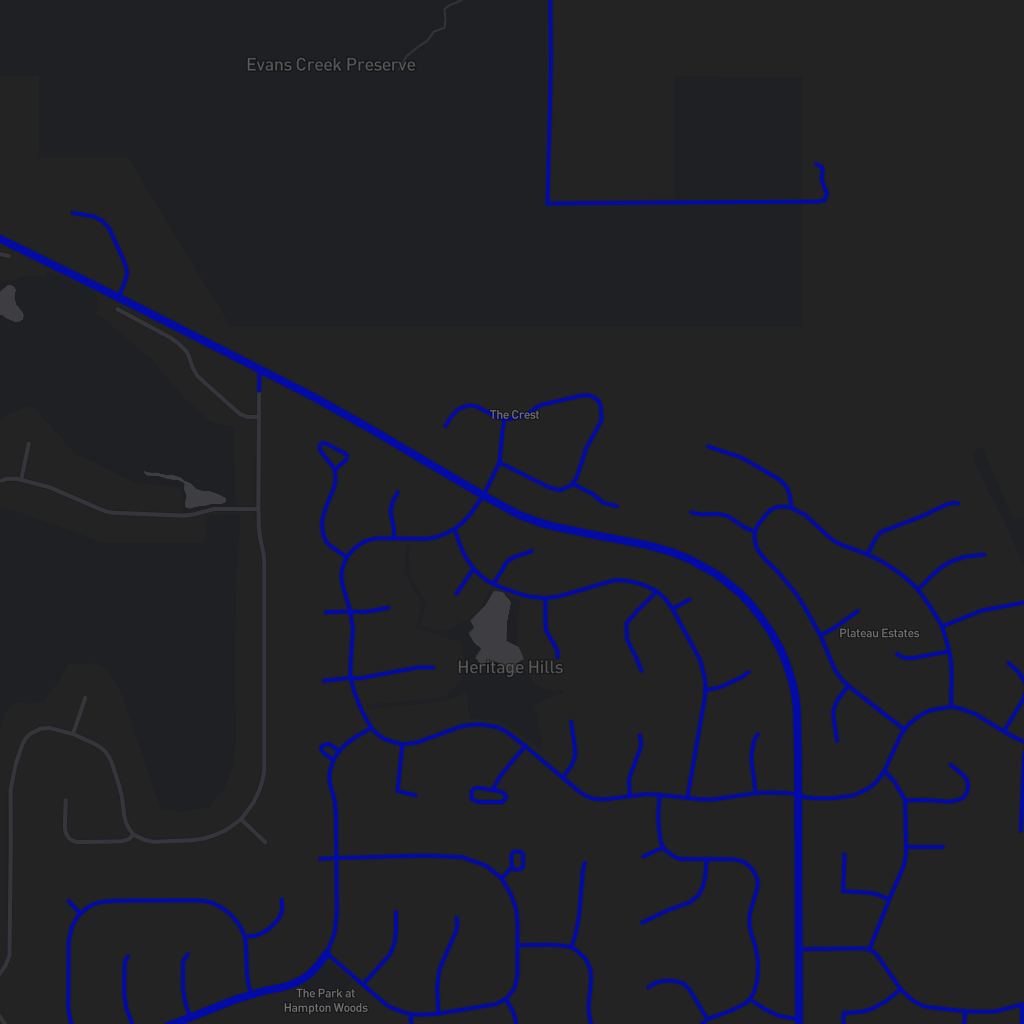 Evans Creek Preserve
The Crest
Plateau Estates
Heritage Hills
The Park at
Hampton Woods